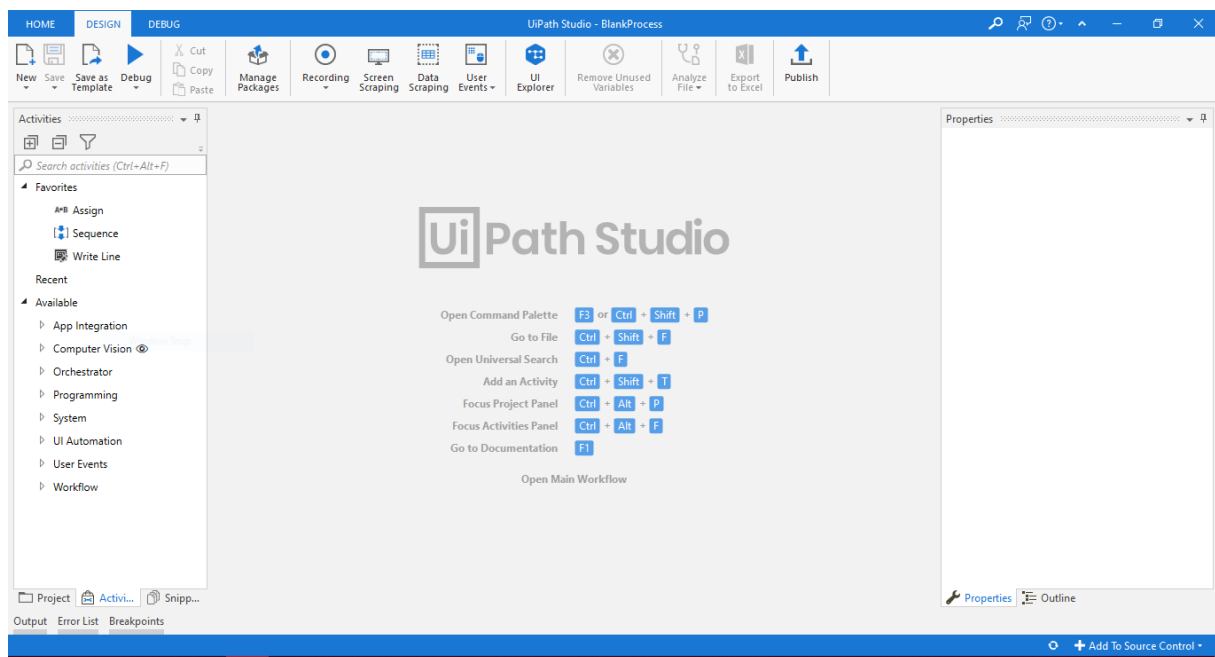 HOME DESIGN DEBUG UiPath Studio - BlankProcess
New Save Save as Template Debug Cut Copy Paste Manage Packages Recording Screen Scraping Data Scraping User Events UI Explorer Remove Unused Variables Analyze File Export to Excel Publish
Activities
Search activities (Ctrl+Alt+F)
Favorites
A*B Assign
Sequence
Write Line
Recent
Available
App Integration
Computer Vision
Orchestrator
Programming
System
UI Automation
User Events
Workflow
Project Activi... Snipp...
Output Error List Breakpoints
UiPath Studio
Open Command Palette F3 or Ctrl + Shift + P
Go to File Ctrl + Shift + F
Open Universal Search Ctrl + F
Add an Activity Ctrl + Shift + T
Focus Project Panel Ctrl + Alt + P
Focus Activities Panel Ctrl + Alt + F
Go to Documentation F1
Open Main Workflow
Properties
Properties Outline
Add To Source Control